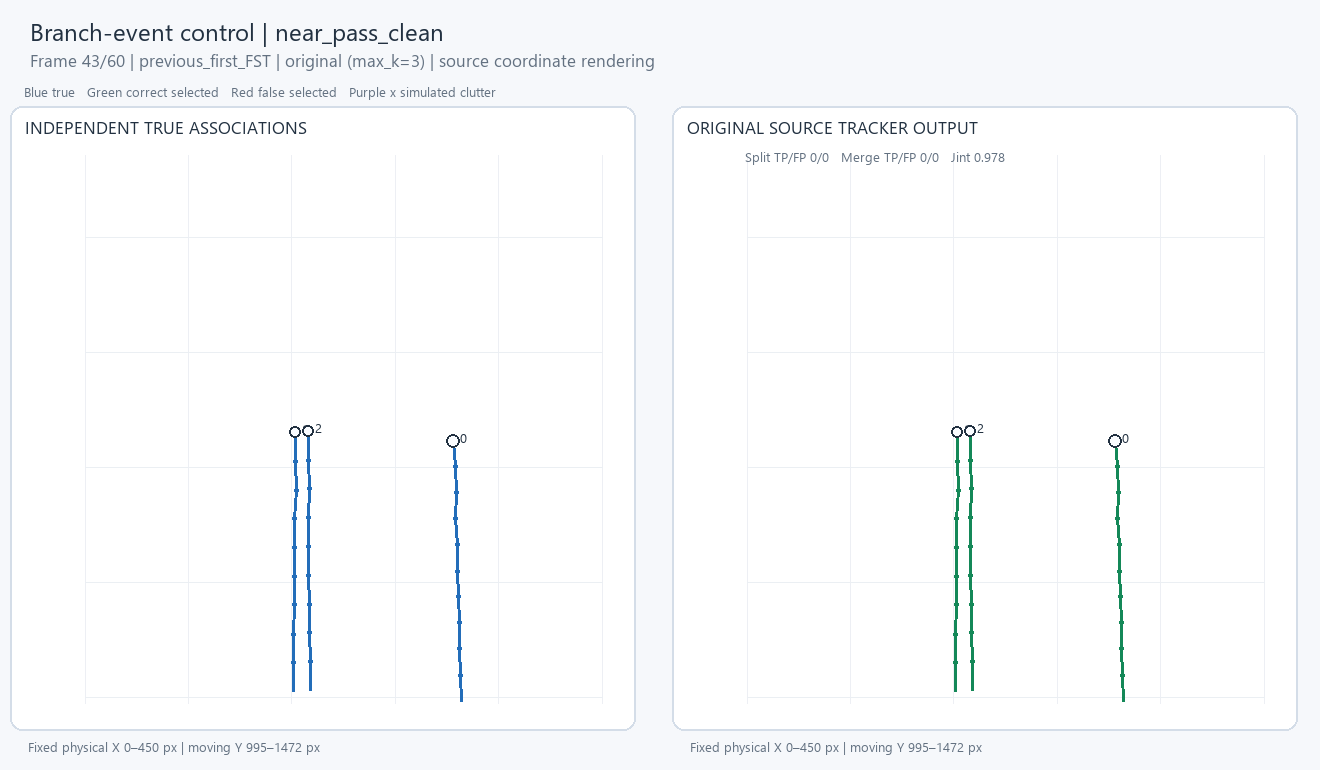 Branch-event control | near_pass_clean
Frame 43/60 | previous_first_FST | original (max_k=3) | source coordinate rendering
Blue true Green correct selected Red false selected Purple x simulated clutter
INDEPENDENT TRUE ASSOCIATIONS
2
0
Fixed physical X 0–450 px | moving Y 995–1472 px
ORIGINAL SOURCE TRACKER OUTPUT
Split TP/FP 0/0 Merge TP/FP 0/0 Jint 0.978
2
0
Fixed physical X 0–450 px | moving Y 995–1472 px